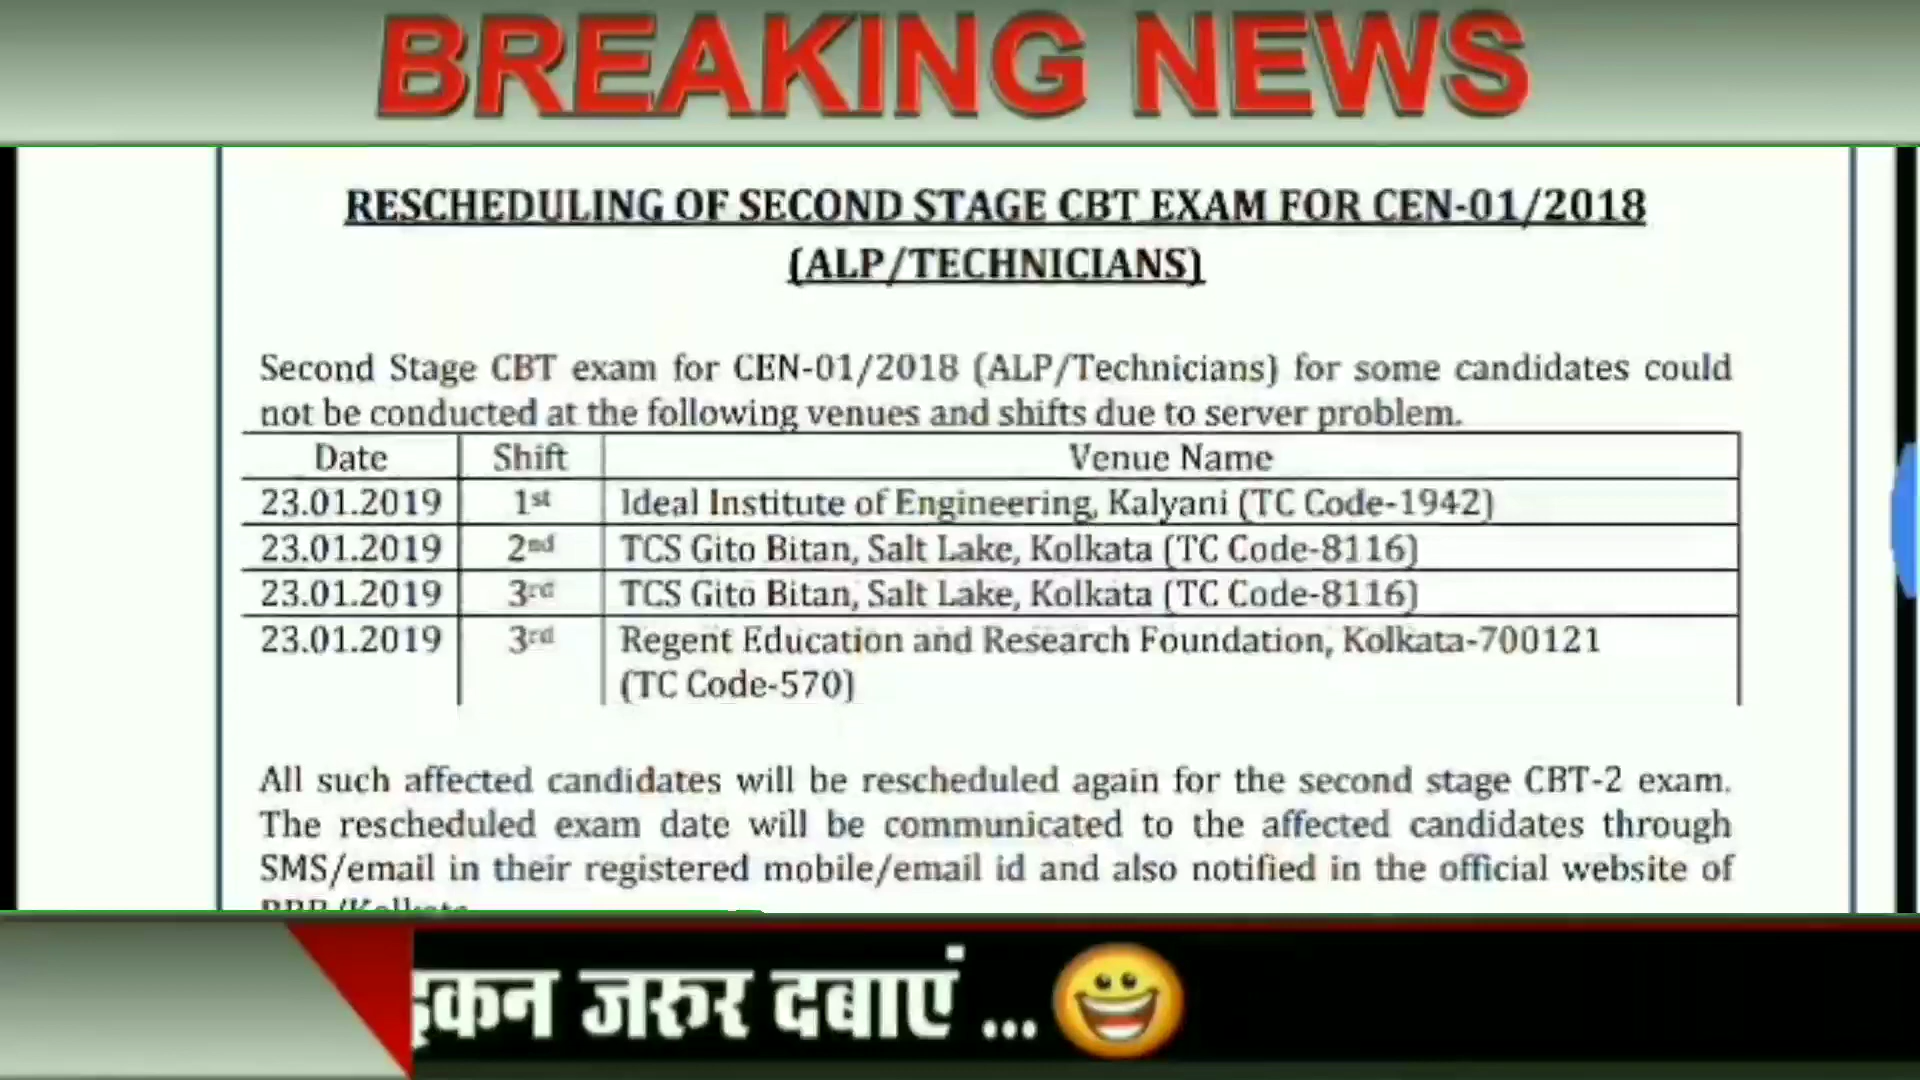 BREAKING NEWS
RESCHEDULING OF SECOND STAGE CBT EXAM FOR CEN-01/2018
(ALP/TECHNICIANS)
Second Stage CBT exam for CEN-01/2018 (ALP/Technicians) for some candidates could
not be conducted at the following venues and shifts due to server problem.
Date Shift Venue Name
23.01.2019 1st Ideal Institute of Engineering, Kalyani (TC Code-1942)
23.01.2019 2nd TCS Gito Bitan, Salt Lake, Kolkata (TC Code-8116)
23.01.2019 3rd TCS Gito Bitan, Salt Lake, Kolkata (TC Code-8116)
23.01.2019 3rd Regent Education and Research Foundation, Kolkata-700121
(TC Code-570)
All such affected candidates will be rescheduled again for the second stage CBT-2 exam.
The rescheduled exam date will be communicated to the affected candidates through
SMS/email in their registered mobile/email id and also notified in the official website of
जरुर दबाएं ...